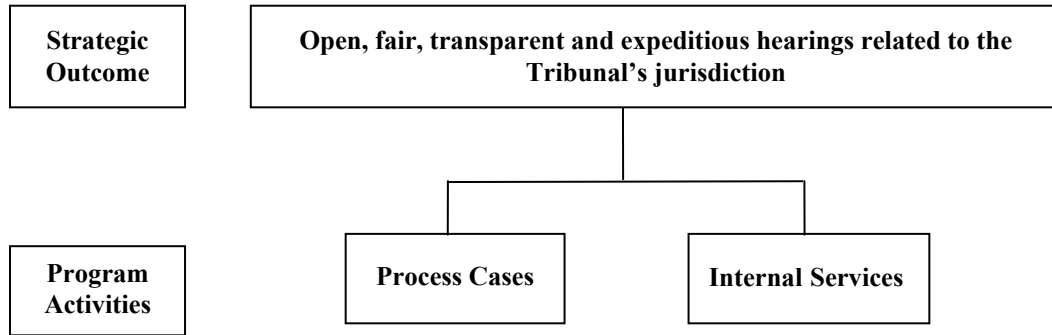 Strategic
Outcome
Open, fair, transparent and expeditious hearings related to the
Tribunal’s jurisdiction
Program
Activities
Process Cases
Internal Services